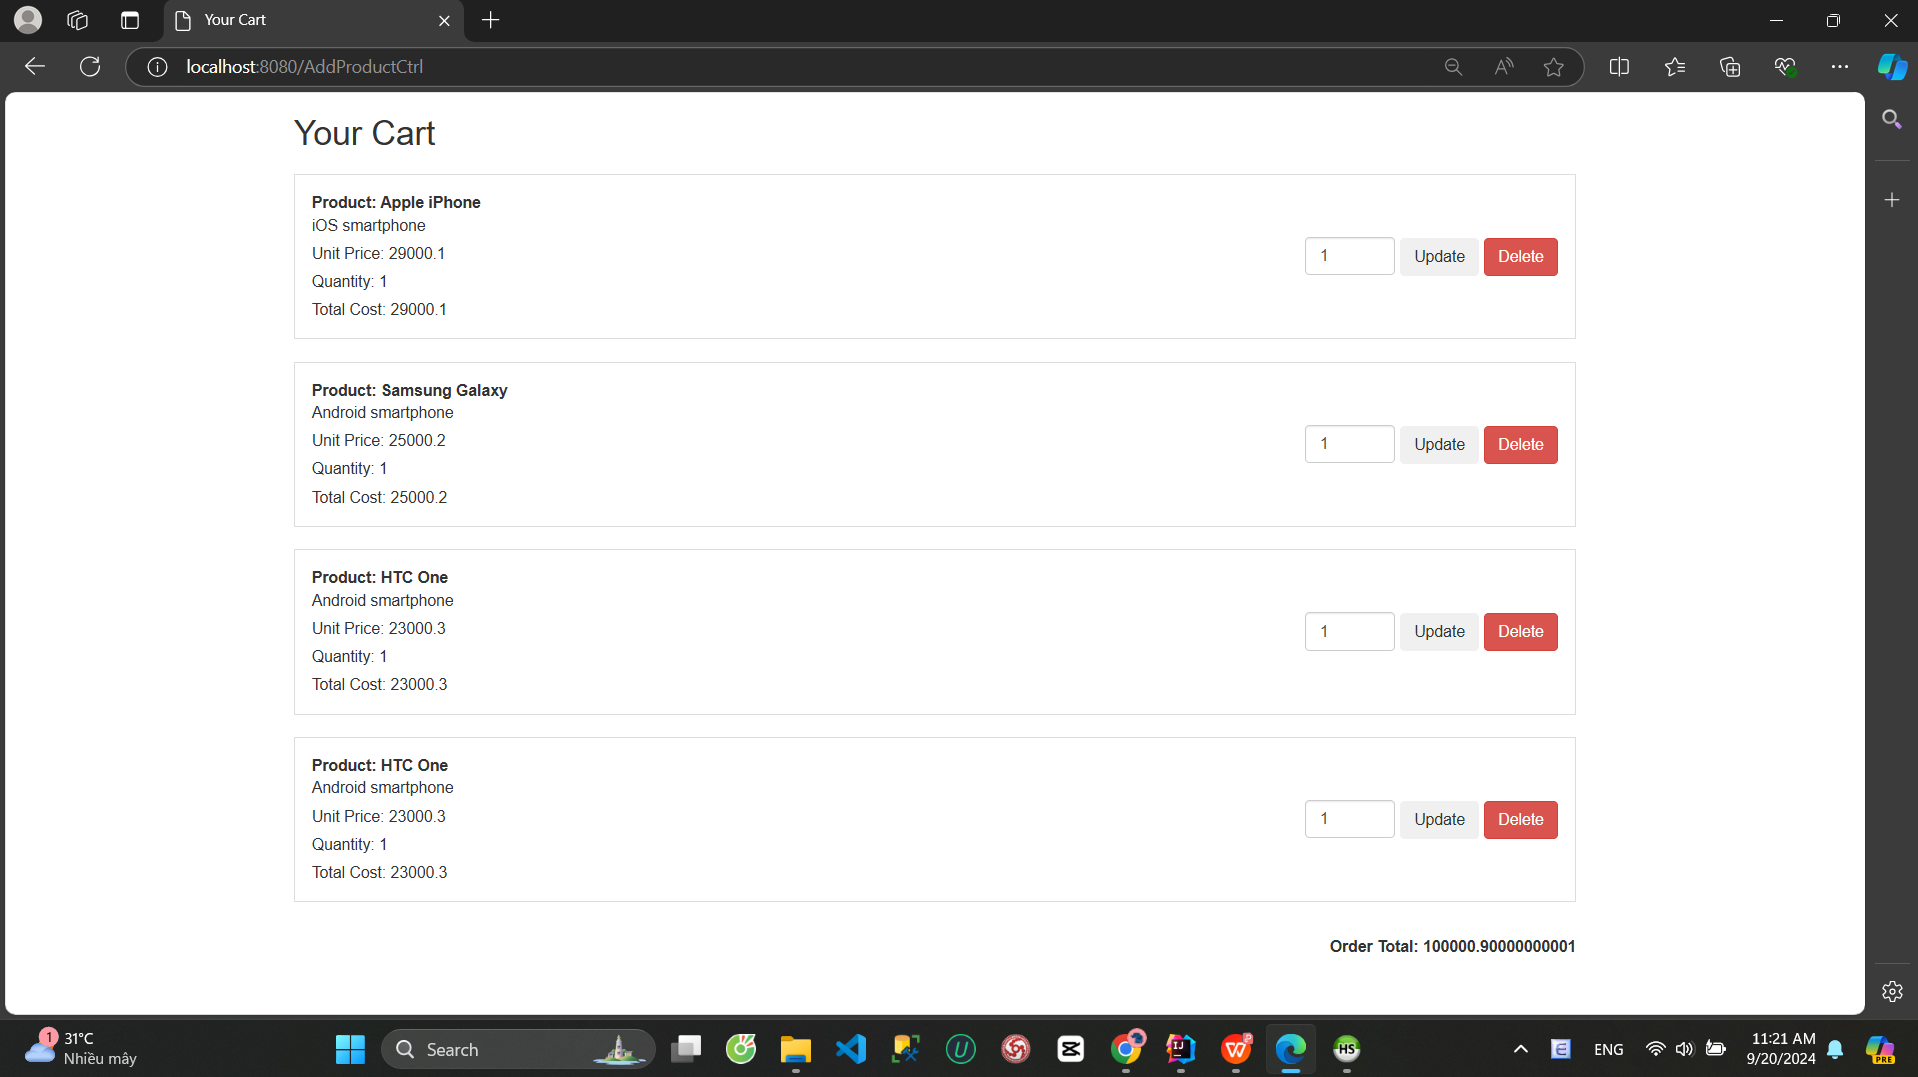 Your Cart
localhost:8080/AddProductCtrl
Your Cart
Product: Apple iPhone
iOS smartphone
Unit Price: 29000.1
Quantity: 1
Total Cost: 29000.1
1 Update Delete
Product: Samsung Galaxy
Android smartphone
Unit Price: 25000.2
Quantity: 1
Total Cost: 25000.2
1 Update Delete
Product: HTC One
Android smartphone
Unit Price: 23000.3
Quantity: 1
Total Cost: 23000.3
1 Update Delete
Product: HTC One
Android smartphone
Unit Price: 23000.3
Quantity: 1
Total Cost: 23000.3
1 Update Delete
Order Total: 100000.90000000001
1
31°C
Nhiều mây
Search
U
IJ
W
HS
E
ENG
11:21 AM
9/20/2024
PRE